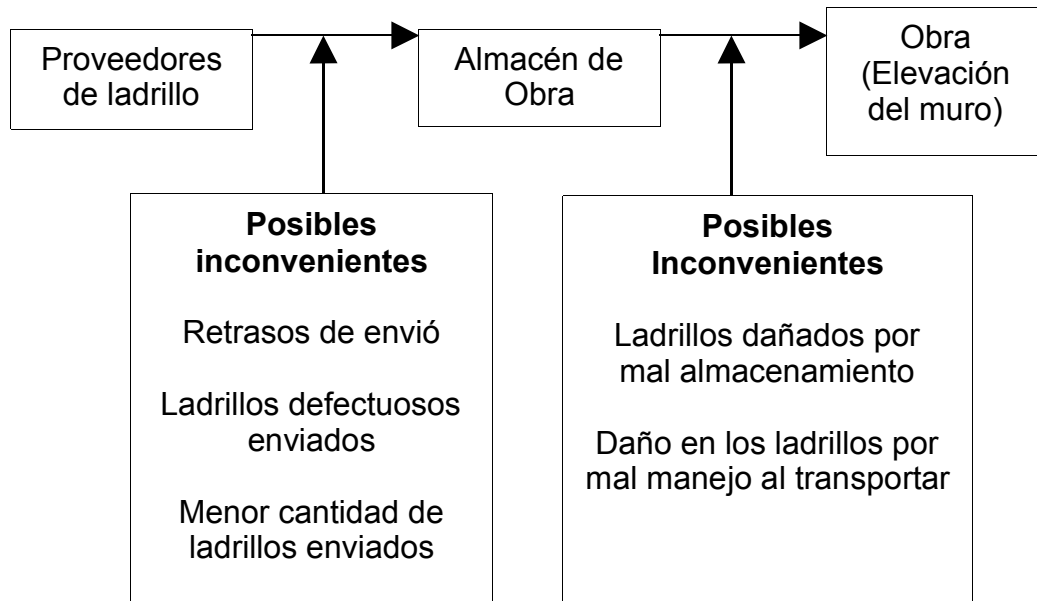 Proveedores
de ladrillo
Almacén de
Obra
Obra
(Elevación
del muro)
Posibles
inconvenientes
Retrasos de envió
Ladrillos defectuosos
enviados
Menor cantidad de
ladrillos enviados
Posibles
Inconvenientes
Ladrillos dañados por
mal almacenamiento
Daño en los ladrillos por
mal manejo al transportar